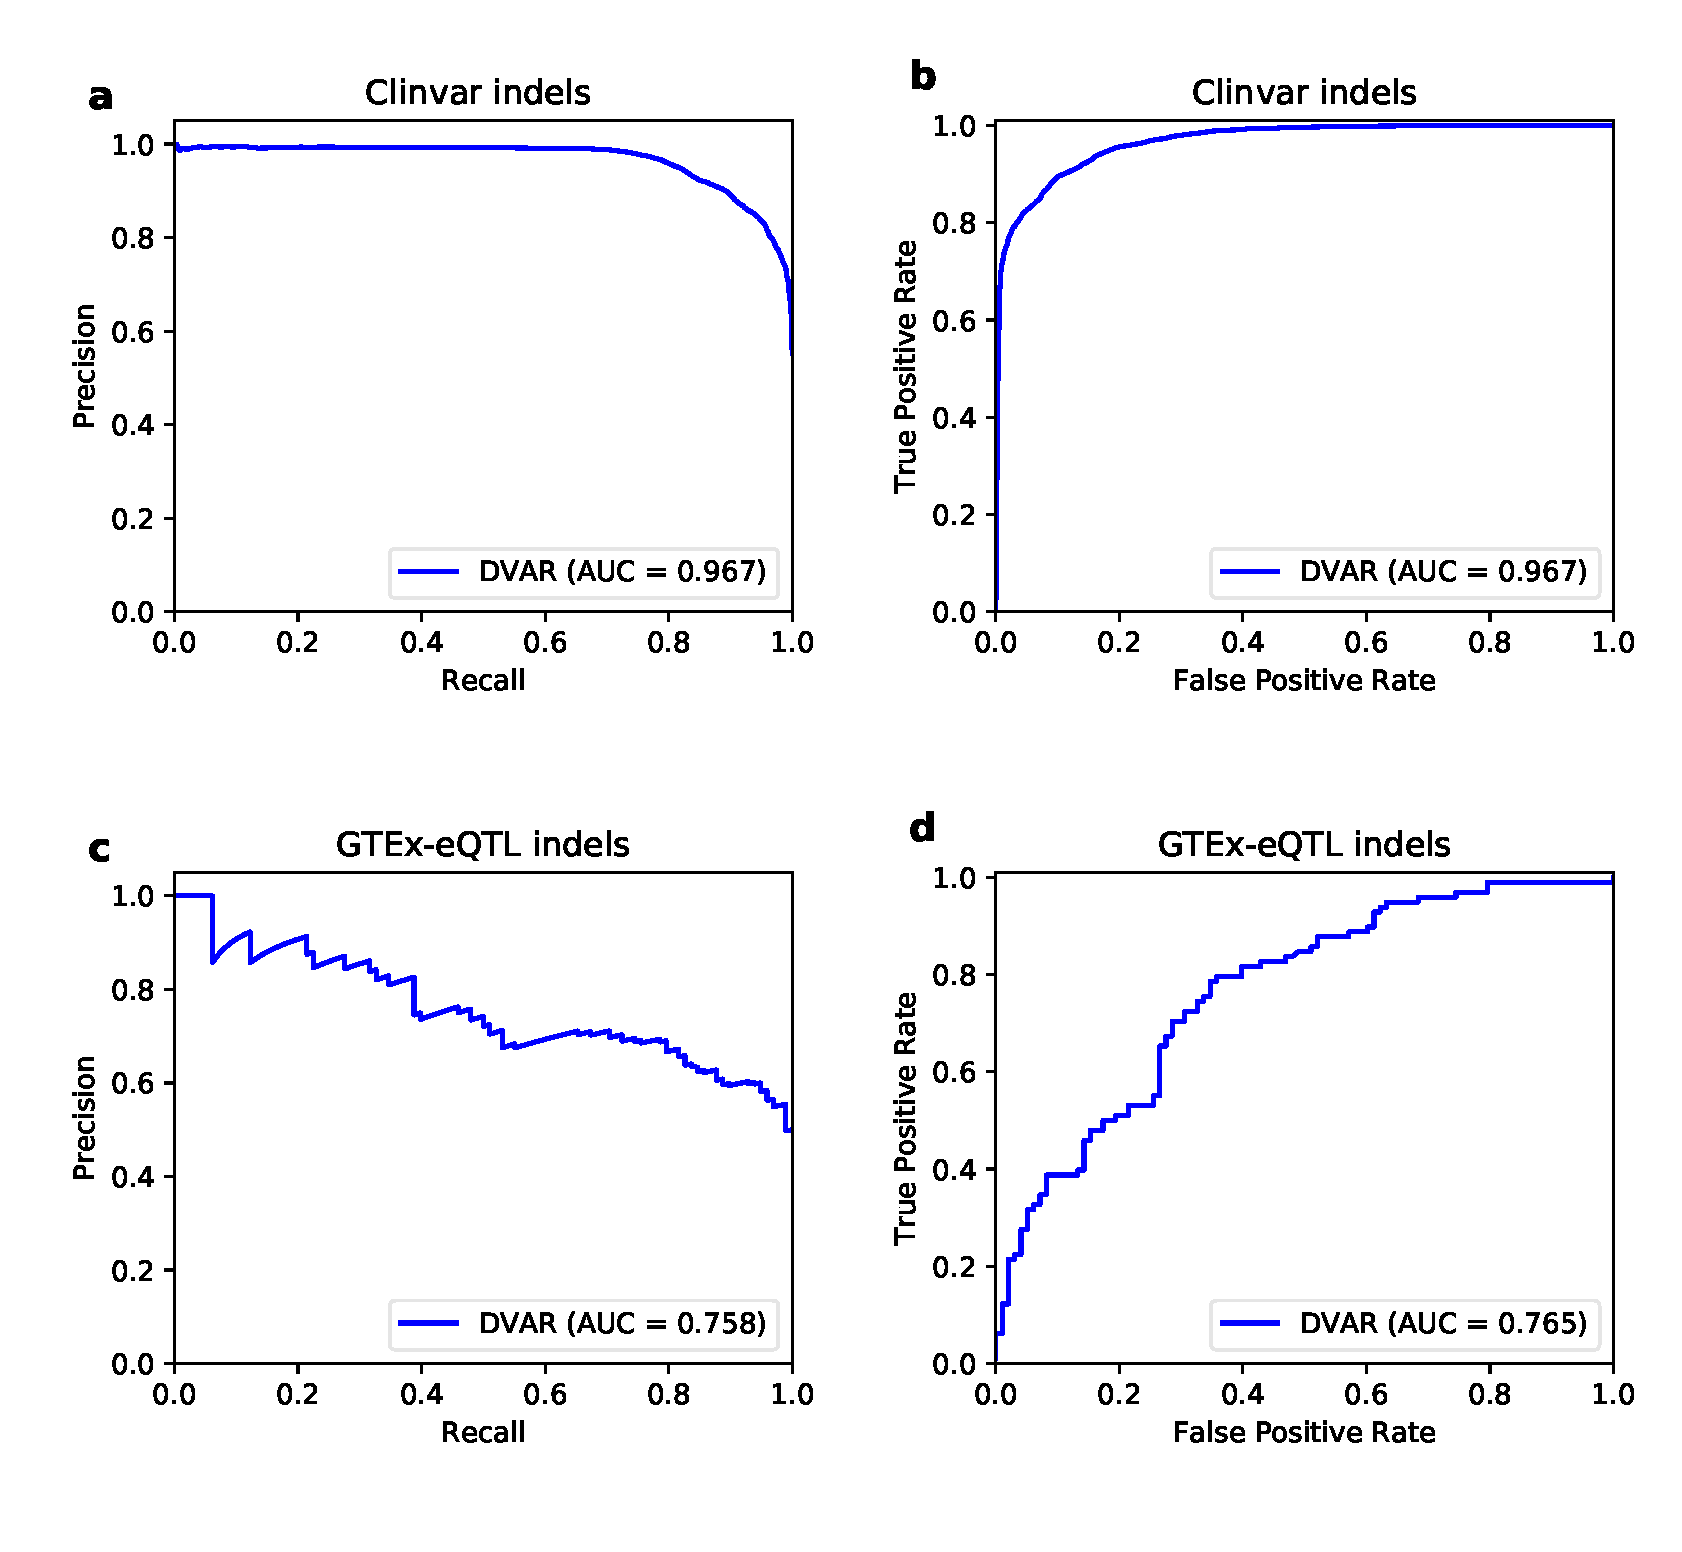 a
Clinvar indels
1.0
0.8
0.6
0.4
0.2
0.0
Precision
DVAR (AUC = 0.967)
0.0 0.2 0.4 0.6 0.8 1.0
Recall
b
Clinvar indels
1.0
0.8
0.6
0.4
0.2
0.0
True Positive Rate
DVAR (AUC = 0.967)
0.0 0.2 0.4 0.6 0.8 1.0
False Positive Rate
c
GTEx-eQTL indels
1.0
0.8
0.6
0.4
0.2
0.0
Precision
DVAR (AUC = 0.758)
0.0 0.2 0.4 0.6 0.8 1.0
Recall
d
GTEx-eQTL indels
1.0
0.8
0.6
0.4
0.2
0.0
True Positive Rate
DVAR (AUC = 0.765)
0.0 0.2 0.4 0.6 0.8 1.0
False Positive Rate